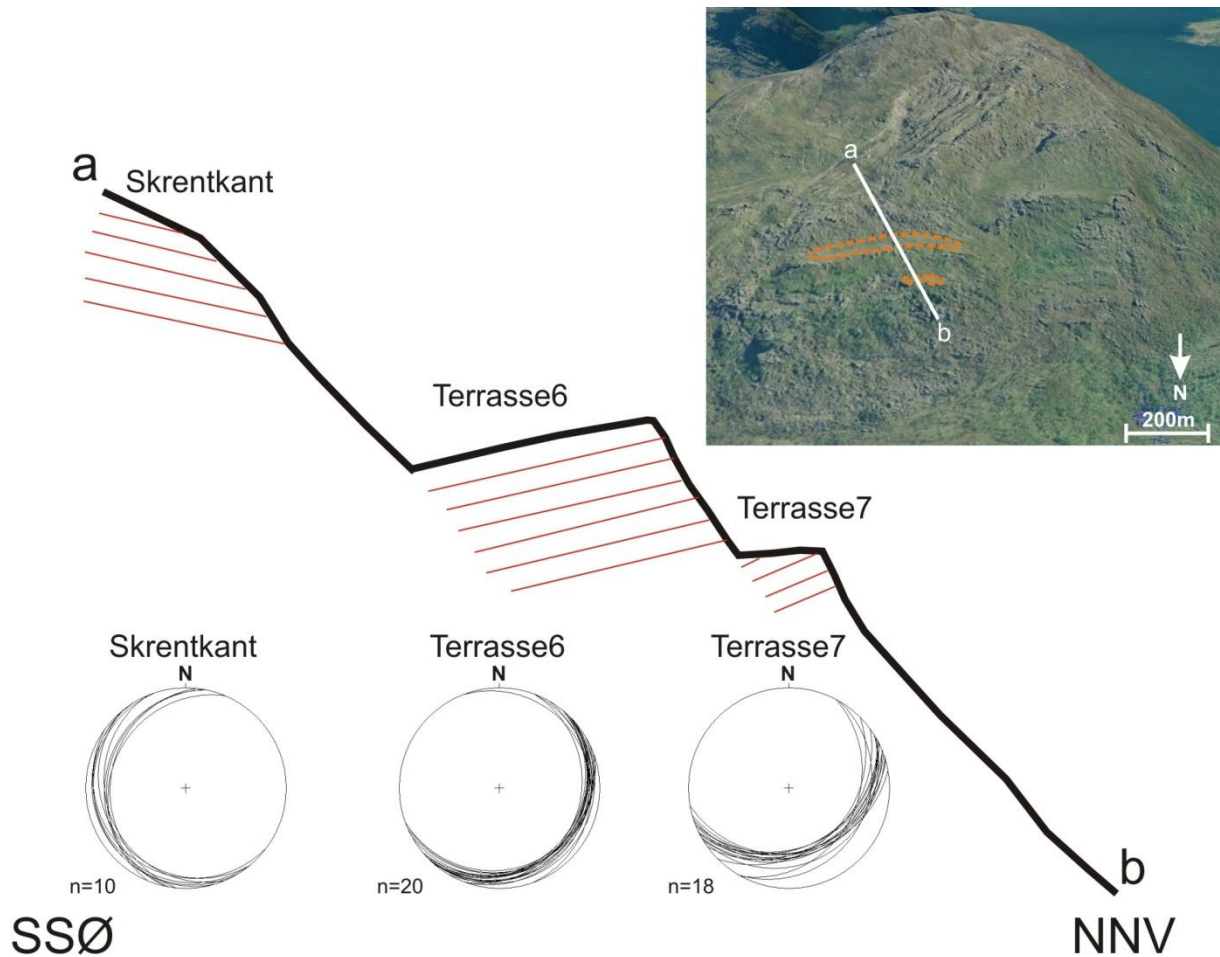 a
Skrentkant
Terrasse6
Terrasse7
a
b
N
200m
Skrentkant
N
n=10
Terrasse6
N
n=20
Terrasse7
N
n=18
b
SSØ
NNV